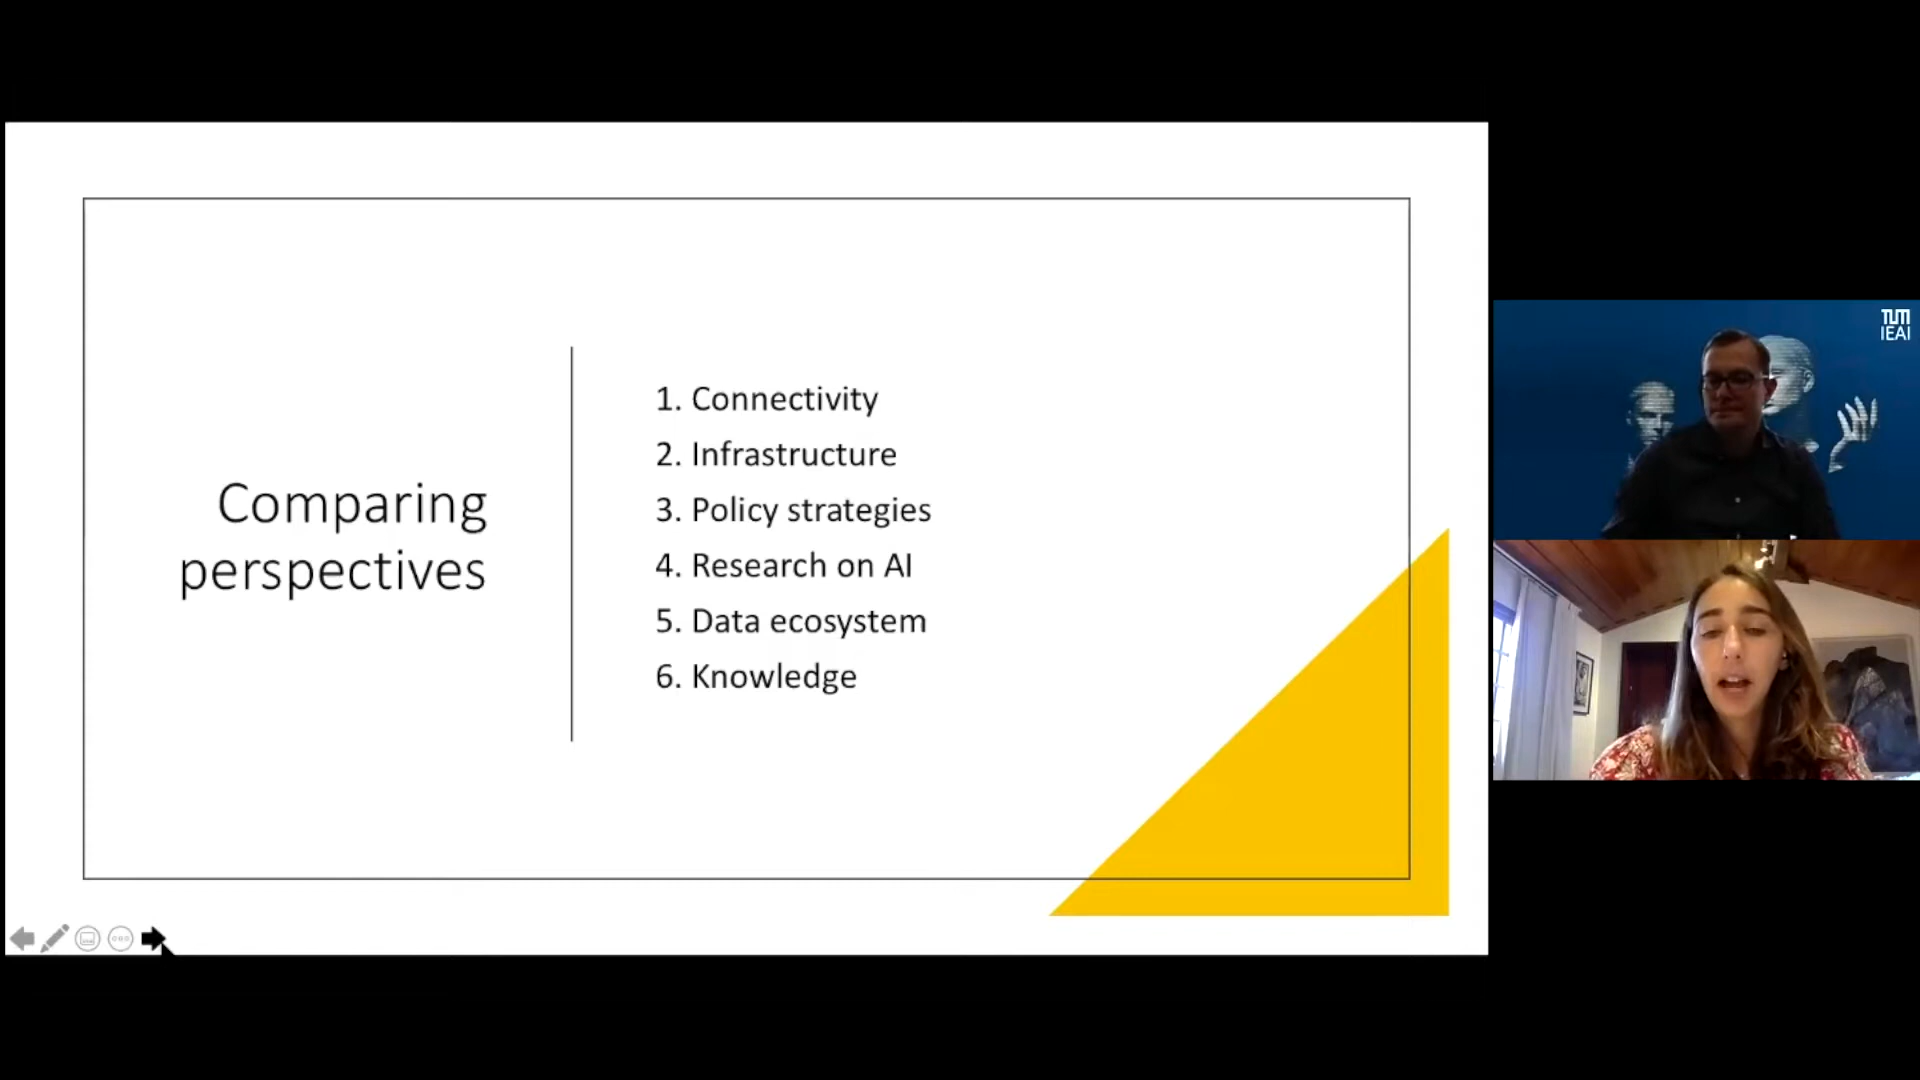 Comparing
perspectives
1. Connectivity
2. Infrastructure
3. Policy strategies
4. Research on AI
5. Data ecosystem
6. Knowledge
TUM
IEAI